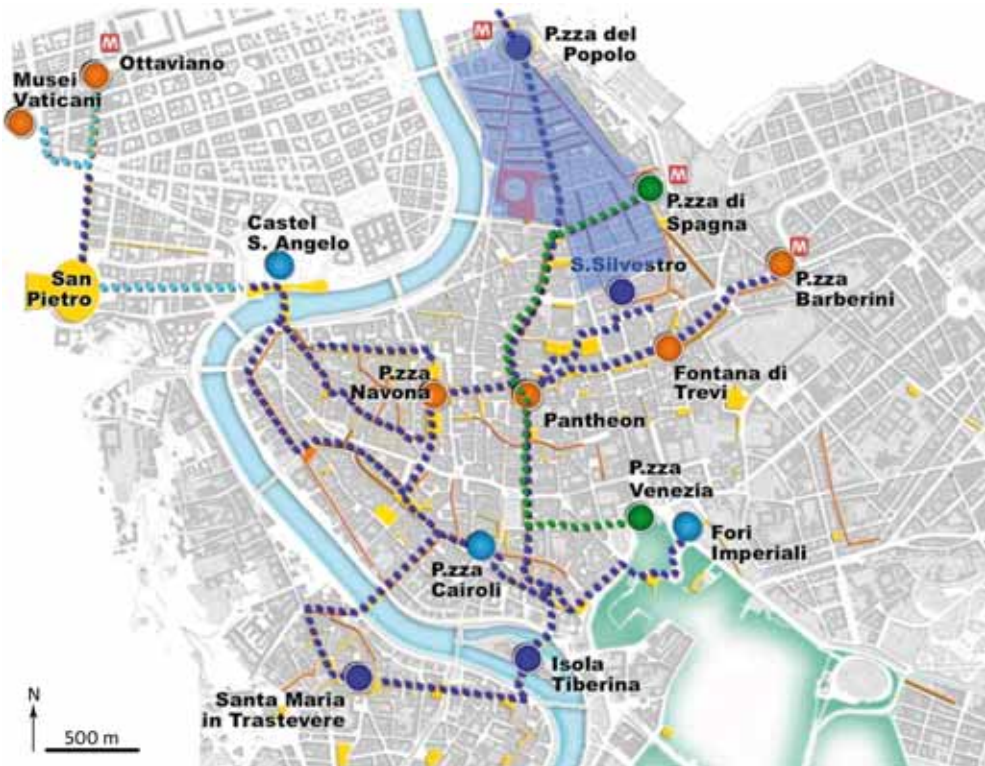 M
P.zza del
Popolo
M
Ottaviano
Musei
Vaticani
M
P.zza di
Spagna
Castel
S. Angelo
M
S.Silvestro
P.zza
Barberini
San
Pietro
P.zza
Navona
Fontana di
Trevi
Pantheon
P.zza
Venezia
Fori
Imperiali
P.zza
Cairoli
Isola
Tiberina
Santa Maria
in Trastevere
N
500 m